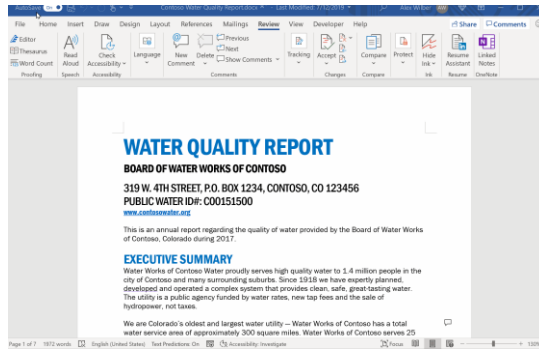 AutoSave On Contoso Water Quality Report.docx - Last Modified: 7/13/2019 Alex Wilber AW
File Home Insert Draw Design Layout References Mailings Review View Developer Help Share Comments
Editor
Thesaurus
Word Count
Read Aloud
Check Accessibility
Language
New Comment
Delete
Previous
Next
Show Comments
Tracking
Accept
Compare
Protect
Hide Ink
Resume Assistant
Linked Notes
Proofing Speech Accessibility Comments Changes Compare Ink Resume OneNote
WATER QUALITY REPORT
BOARD OF WATER WORKS OF CONTOSO
319 W. 4TH STREET, P.O. BOX 1234, CONTOSO, CO 123456
PUBLIC WATER ID#: CO0151500
www.contosowater.org
This is an annual report regarding the quality of water provided by the Board of Water Works
of Contoso, Colorado during 2017.
EXECUTIVE SUMMARY
Water Works of Contoso Water proudly serves high quality water to 1.4 million people in the
city of Contoso and many surrounding suburbs. Since 1918 we have expertly planned,
developed and operated a complex system that provides clean, safe, great-tasting water.
The utility is a public agency funded by water rates, new tap fees and the sale of
hydropower, not taxes.
We are Colorado's oldest and largest water utility — Water Works of Contoso has a total
water service area of approximately 300 square miles. Water Works of Contoso serves 25
Page 1 of 7 1972 words English (United States) Text Predictions: On Accessibility: Investigate Focus